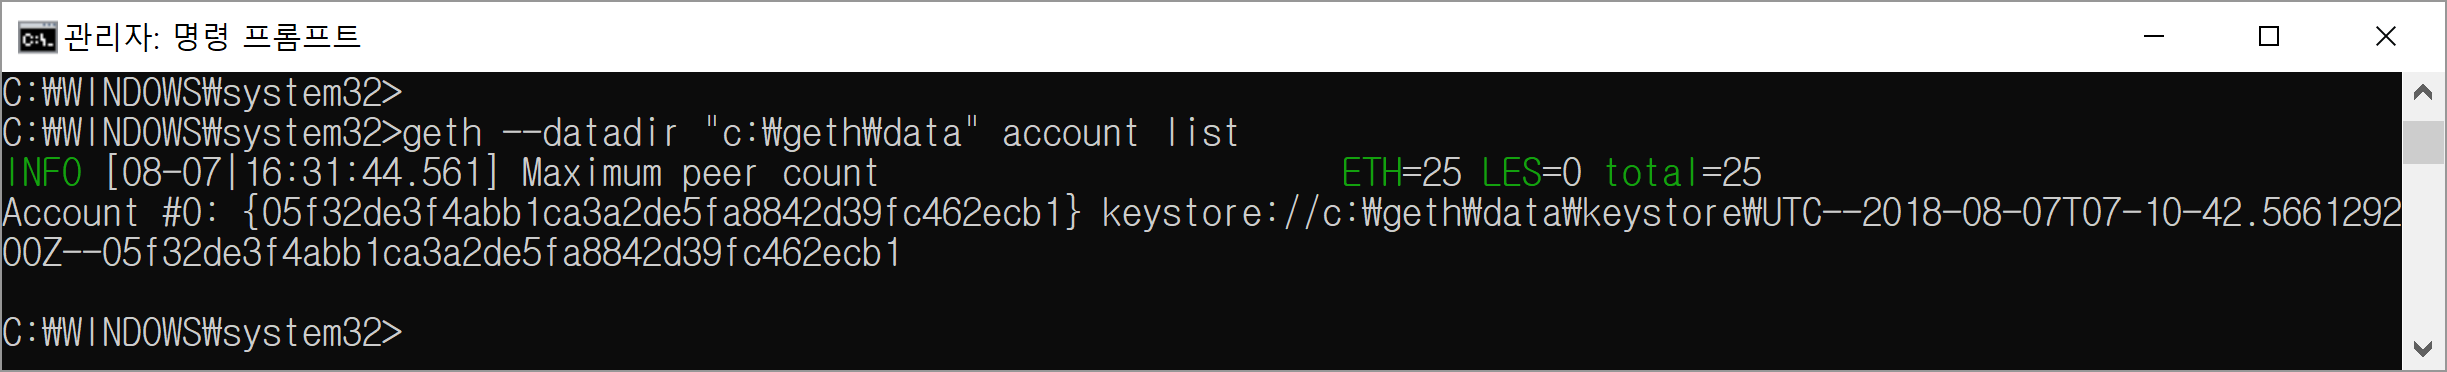 관리자: 명령 프롬프트
C:₩WINDOWS₩system32>
C:₩WINDOWS₩system32>geth --datadir "c:₩geth₩data" account list
INFO [08-07|16:31:44.561] Maximum peer count                       ETH=25 LES=0 total=25
Account #0: {05f32de3f4abb1ca3a2de5fa8842d39fc462ecb1} keystore://c:₩geth₩data₩keystore₩UTC--2018-08-07T07-10-42.5661292
00Z--05f32de3f4abb1ca3a2de5fa8842d39fc462ecb1
C:₩WINDOWS₩system32>